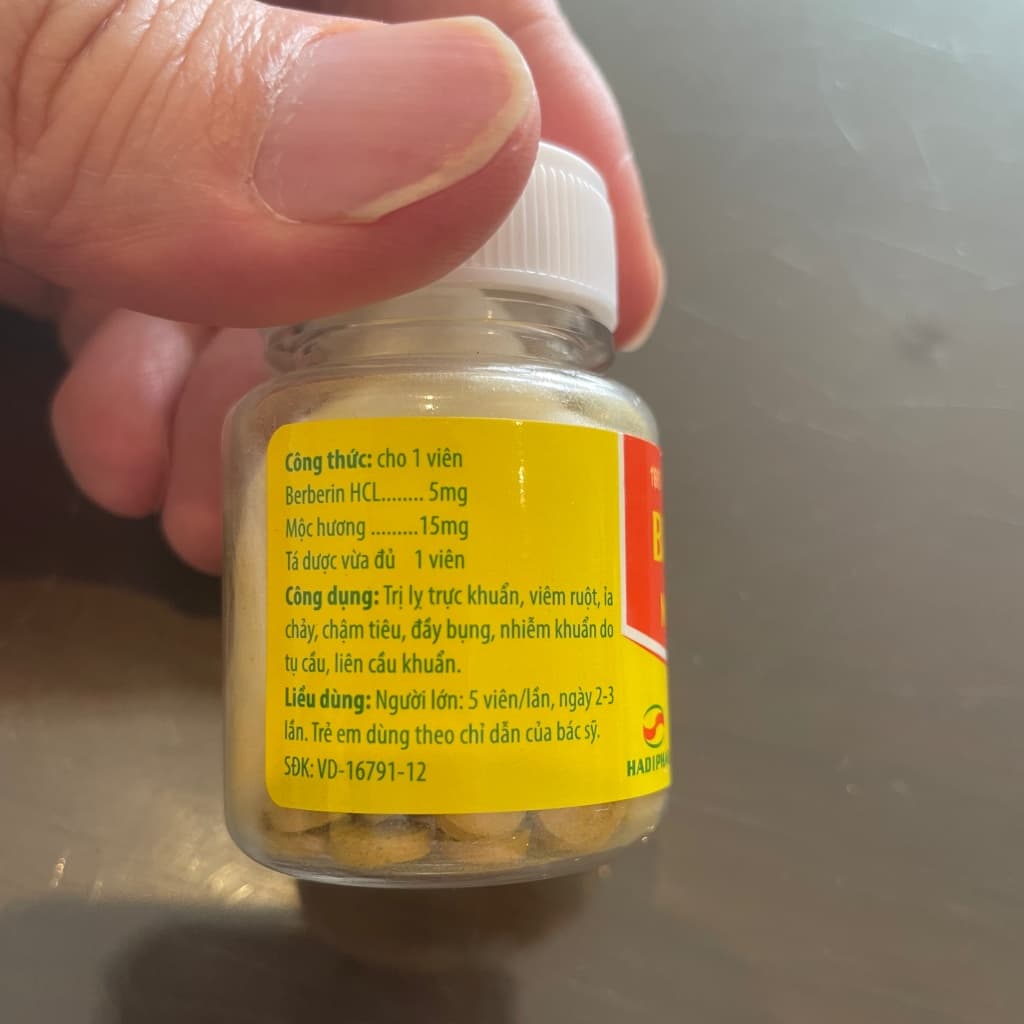 Công thức: cho 1 viên
Berberin HCL........ 5mg
Mộc hương .........15mg
Tá dược vừa đủ 1 viên
Công dụng: Trị lỵ trực khuẩn, viêm ruột, ỉa
chảy, chậm tiêu, đầy bụng, nhiễm khuẩn do
tụ cầu, liên cầu khuẩn.
Liều dùng: Người lớn: 5 viên/lần, ngày 2-3
lần. Trẻ em dùng theo chỉ dẫn của bác sỹ.
SĐK: VD-16791-12